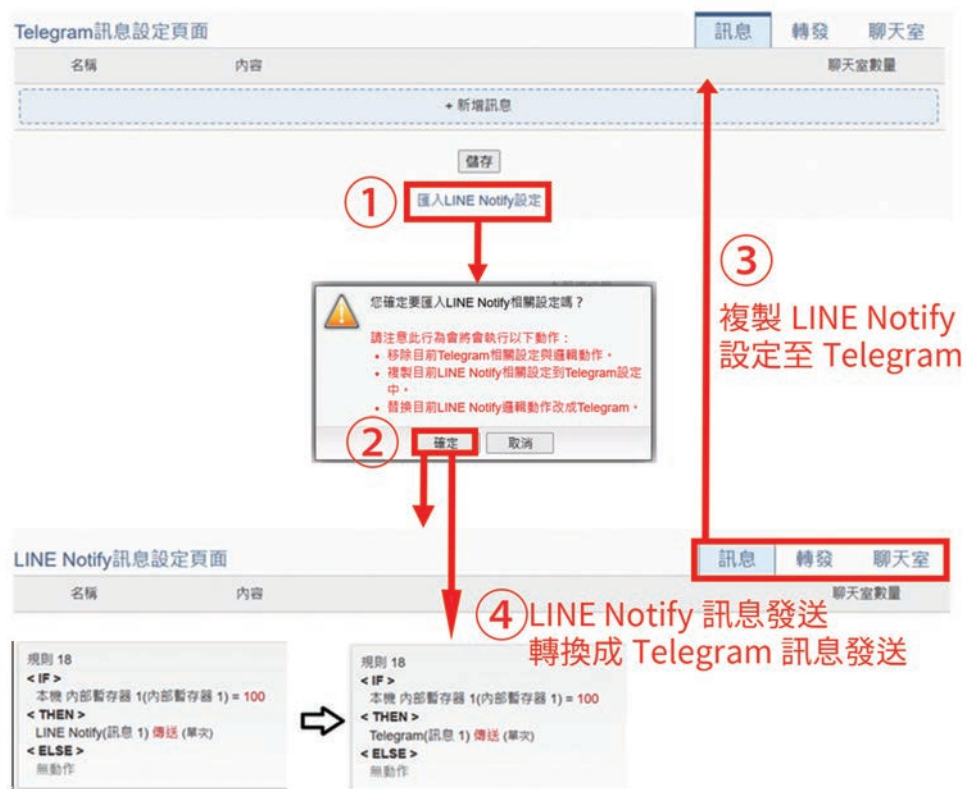 Telegram訊息設定頁面
訊息 轉發 聊天室
名稱 內容 聊天室數量
+ 新增訊息
儲存
① 匯入LINE Notify設定
③
複製 LINE Notify
設定至 Telegram
您確定要匯入LINE Notify相關設定嗎？
請注意此行為會將會執行以下動作：
• 移除目前Telegram相關設定與邏輯動作。
• 複製目前LINE Notify相關設定到Telegram設定
中。
• 替換目前LINE Notify邏輯動作改成Telegram。
② 確定 取消
LINE Notify訊息設定頁面
訊息 轉發 聊天室
名稱 內容 聊天室數量
④LINE Notify 訊息發送
轉換成 Telegram 訊息發送
規則 18
< IF >
本機 內部暫存器 1(內部暫存器 1) = 100
< THEN >
LINE Notify(訊息 1) 傳送 (單次)
< ELSE >
無動作
規則 18
< IF >
本機 內部暫存器 1(內部暫存器 1) = 100
< THEN >
Telegram(訊息 1) 傳送 (單次)
< ELSE >
無動作